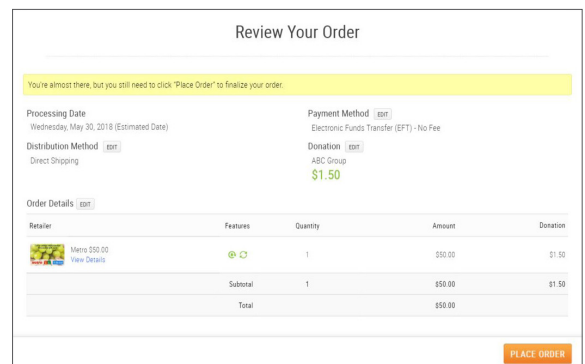 Review Your Order
You're almost there, but you still need to click "Place Order" to finalize your order.
Processing Date
Wednesday, May 30, 2018 (Estimated Date)
Payment Method EDIT
Electronic Funds Transfer (EFT) - No Fee
Distribution Method EDIT
Direct Shipping
Donation EDIT
ABC Group
$1.50
Order Details EDIT
Retailer Features Quantity Amount Donation
Metro $50.00
View Details
1 $50.00 $1.50
Subtotal 1 $50.00 $1.50
Total $50.00
PLACE ORDER